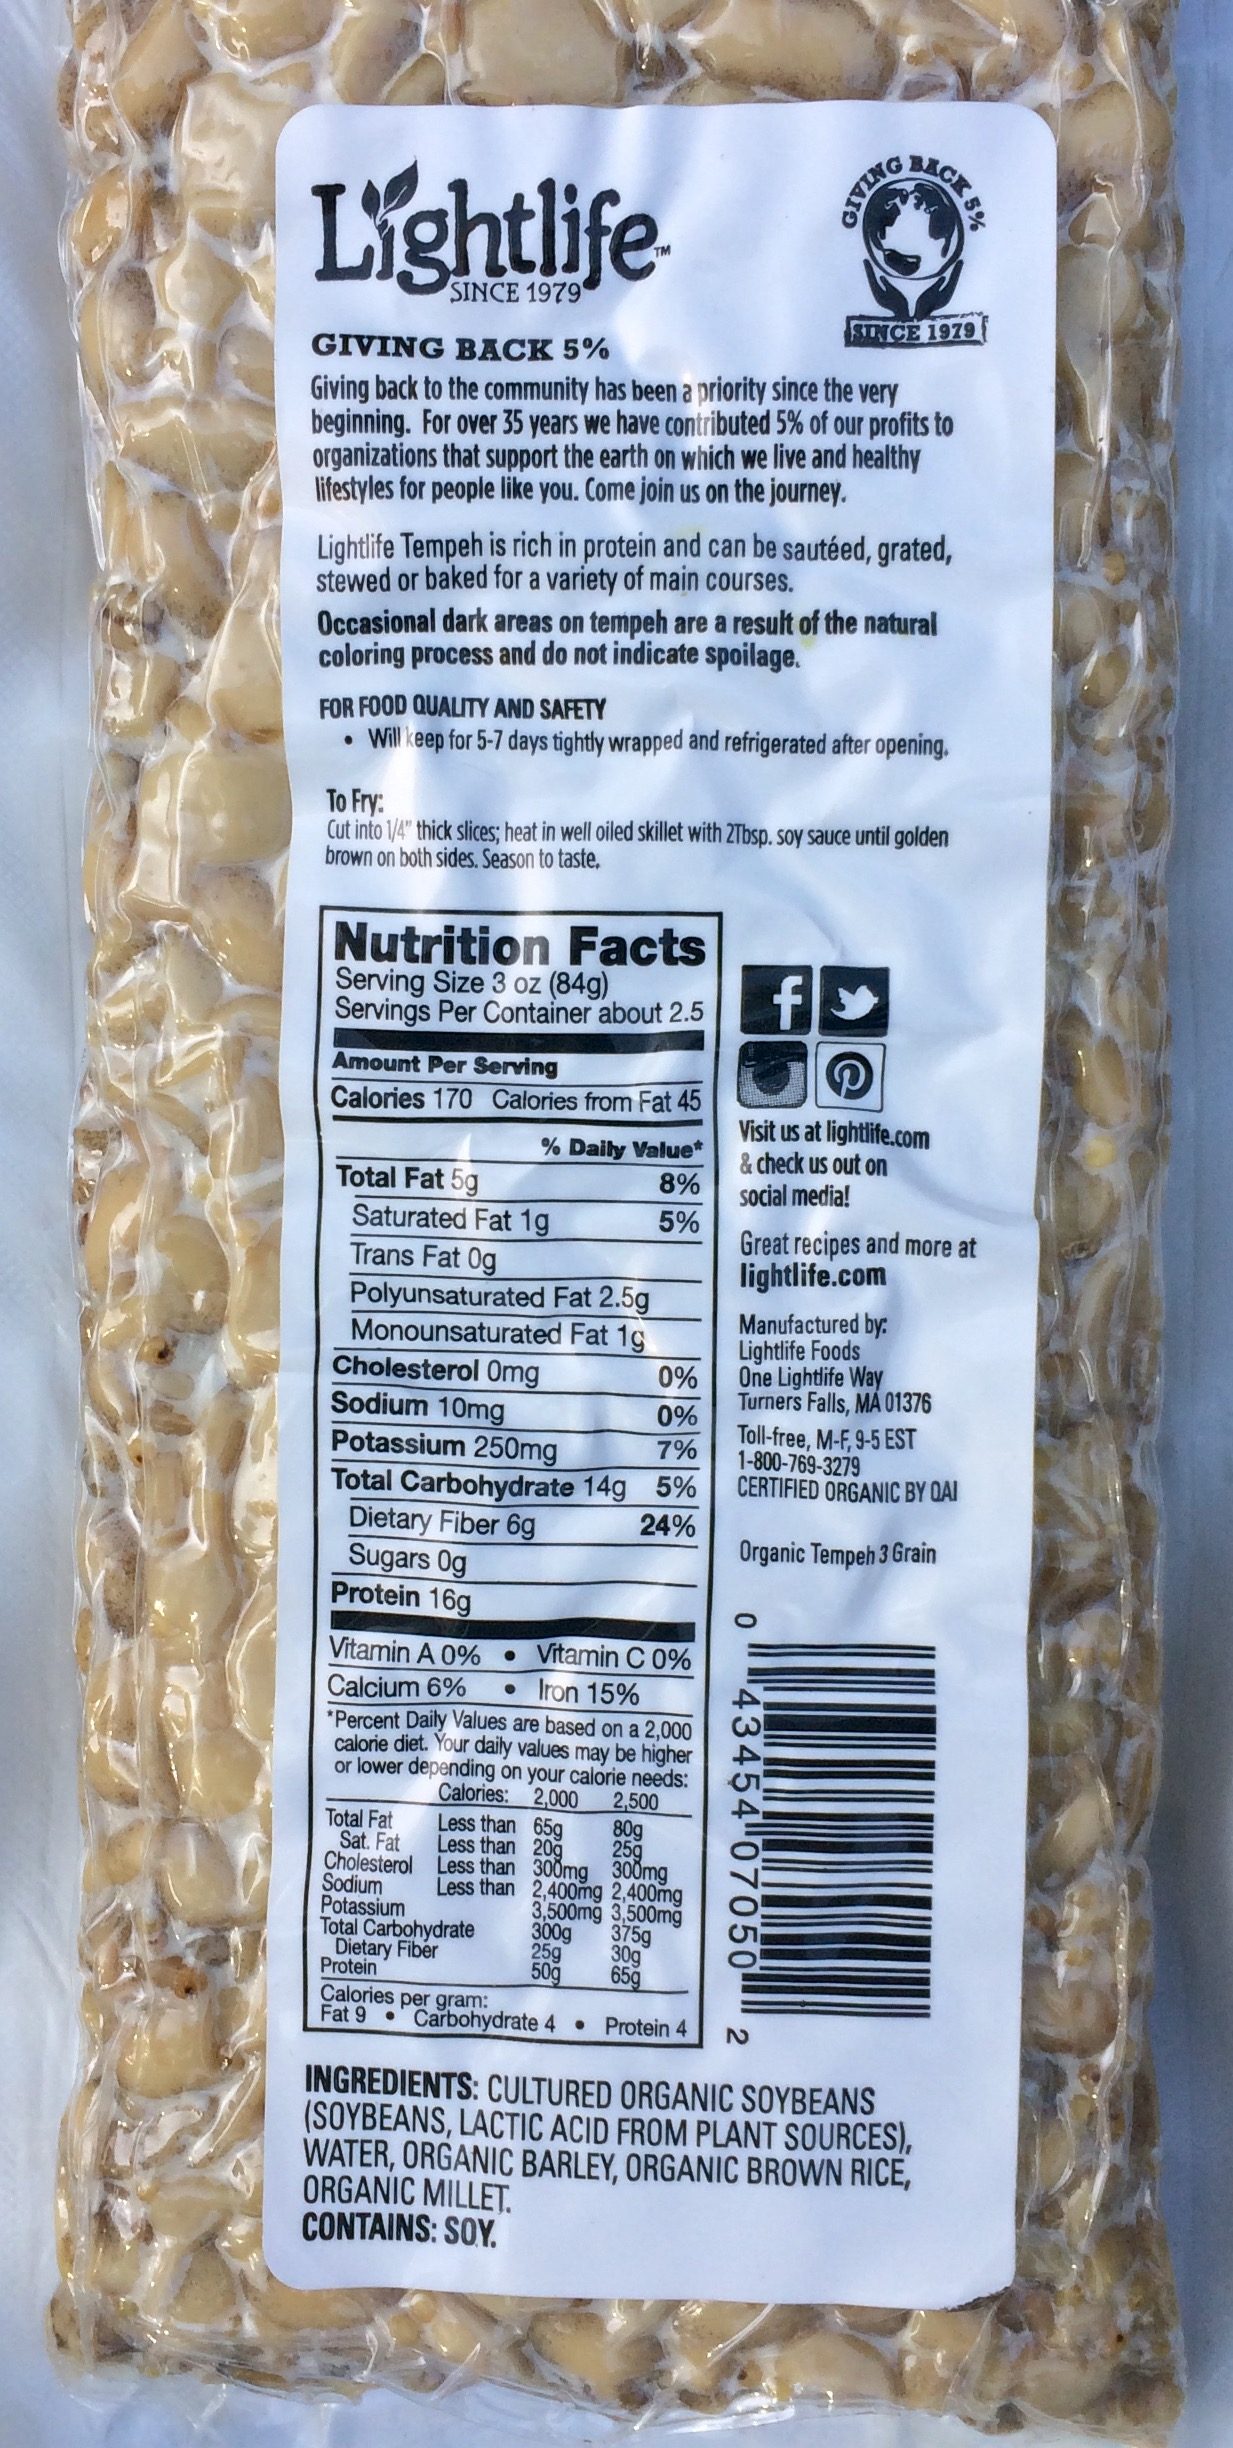 Lightlife™
SINCE 1979
GIVING BACK 5%
SINCE 1979
GIVING BACK 5%
Giving back to the community has been a priority since the very
beginning. For over 35 years we have contributed 5% of our profits to
organizations that support the earth on which we live and healthy
lifestyles for people like you. Come join us on the journey.
Lightlife Tempeh is rich in protein and can be sautéed, grated,
stewed or baked for a variety of main courses.
Occasional dark areas on tempeh are a result of the natural
coloring process and do not indicate spoilage.
FOR FOOD QUALITY AND SAFETY
• Will keep for 5-7 days tightly wrapped and refrigerated after opening.
To Fry:
Cut into 1/4" thick slices; heat in well oiled skillet with 2Tbsp. soy sauce until golden
brown on both sides. Season to taste.
Nutrition Facts
Serving Size 3 oz (84g)
Servings Per Container about 2.5
Amount Per Serving
Calories 170 Calories from Fat 45
% Daily Value*
Total Fat 5g 8%
Saturated Fat 1g 5%
Trans Fat 0g
Polyunsaturated Fat 2.5g
Monounsaturated Fat 1g
Cholesterol 0mg 0%
Sodium 10mg 0%
Potassium 250mg 7%
Total Carbohydrate 14g 5%
Dietary Fiber 6g 24%
Sugars 0g
Protein 16g
Vitamin A 0% • Vitamin C 0%
Calcium 6% • Iron 15%
*Percent Daily Values are based on a 2,000
calorie diet. Your daily values may be higher
or lower depending on your calorie needs:
Calories: 2,000 2,500
Total Fat Less than 65g 80g
Sat. Fat Less than 20g 25g
Cholesterol Less than 300mg 300mg
Sodium Less than 2,400mg 2,400mg
Potassium 3,500mg 3,500mg
Total Carbohydrate 300g 375g
Dietary Fiber 25g 30g
Protein 50g 65g
Calories per gram:
Fat 9 • Carbohydrate 4 • Protein 4
Visit us at lightlife.com
& check us out on
social media!
Great recipes and more at
lightlife.com
Manufactured by:
Lightlife Foods
One Lightlife Way
Turners Falls, MA 01376
Toll-free, M-F, 9-5 EST
1-800-769-3279
CERTIFIED ORGANIC BY QAI
Organic Tempeh 3 Grain
0 43454 07050 2
INGREDIENTS: CULTURED ORGANIC SOYBEANS
(SOYBEANS, LACTIC ACID FROM PLANT SOURCES),
WATER, ORGANIC BARLEY, ORGANIC BROWN RICE,
ORGANIC MILLET.
CONTAINS: SOY.